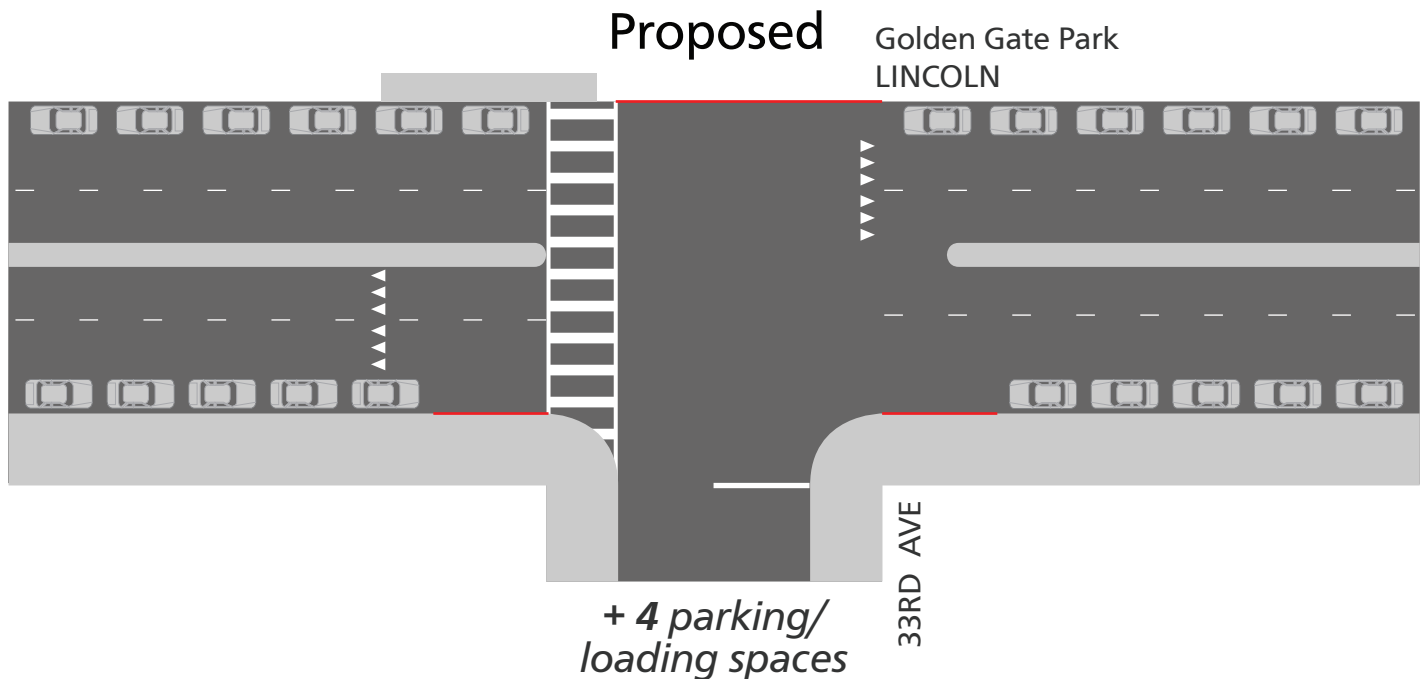 Proposed
Golden Gate Park
LINCOLN
33RD AVE
+ 4 parking/
loading spaces